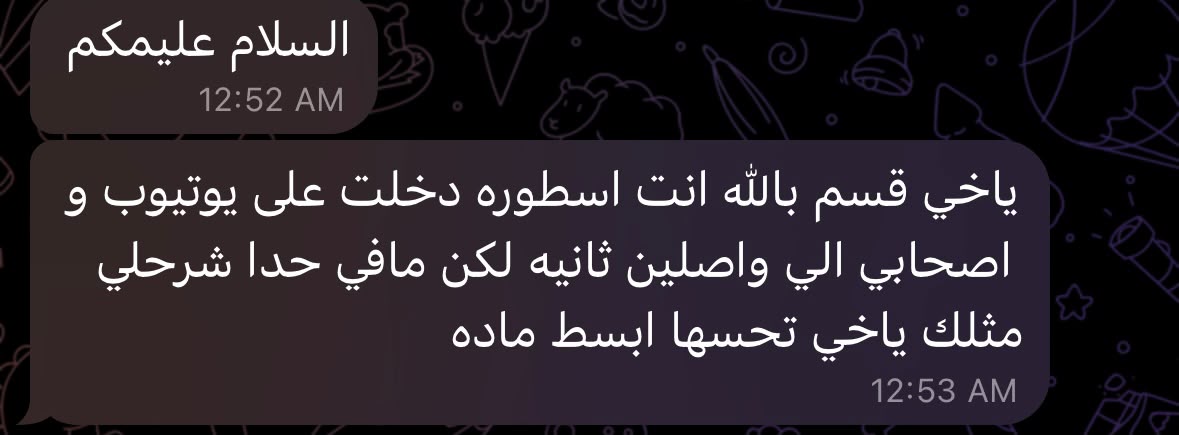 السلام عليمكم
12:52 AM
ياخي قسم بالله انت اسطوره دخلت على يوتيوب و
اصحابي الي واصلين ثانيه لكن مافي حدا شرحلي
مثلك ياخي تحسها ابسط ماده
12:53 AM